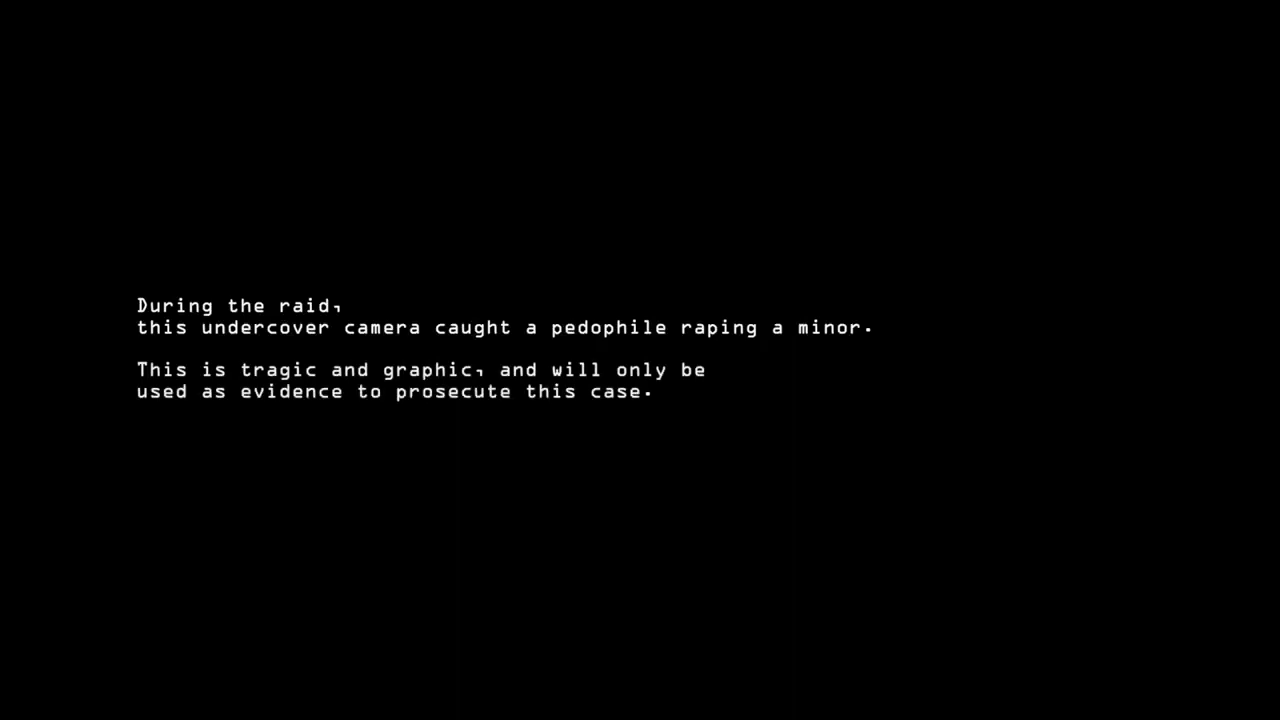 During the raid,
this undercover camera caught a pedophile raping a minor.
This is tragic and graphic, and will only be
used as evidence to prosecute this case.